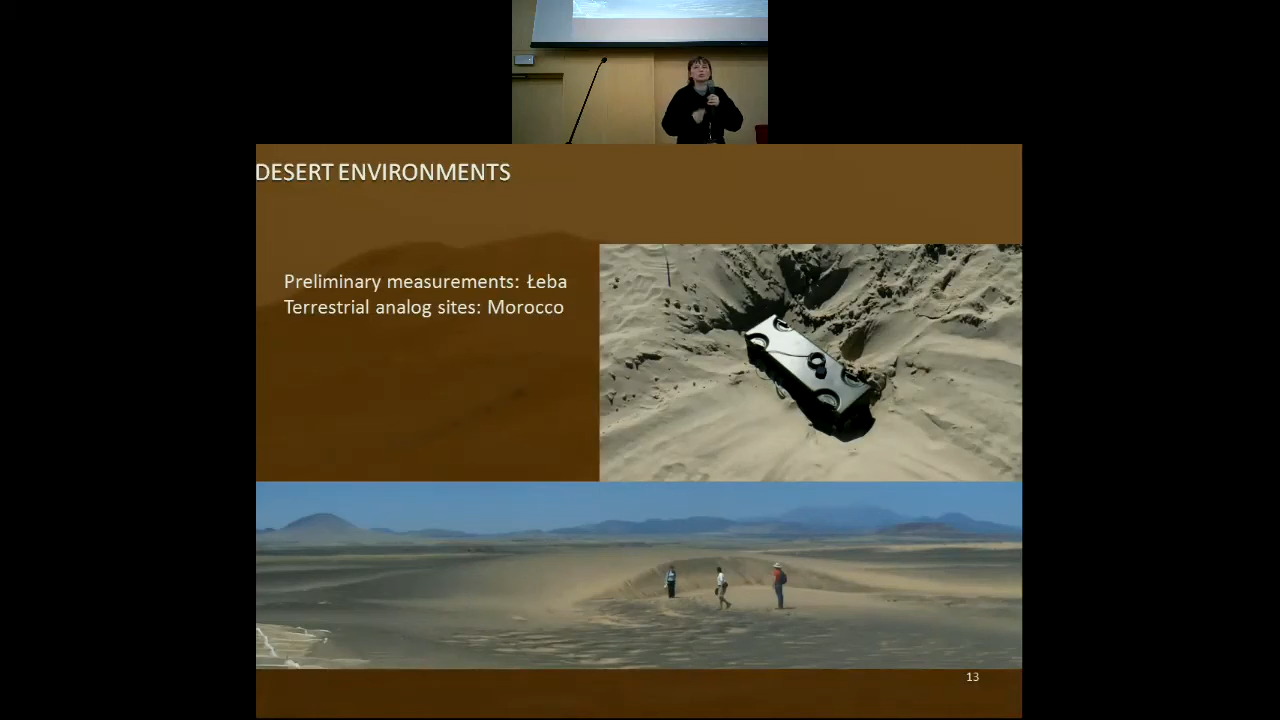 DESERT ENVIRONMENTS
Preliminary measurements: Łeba
Terrestrial analog sites: Morocco
13